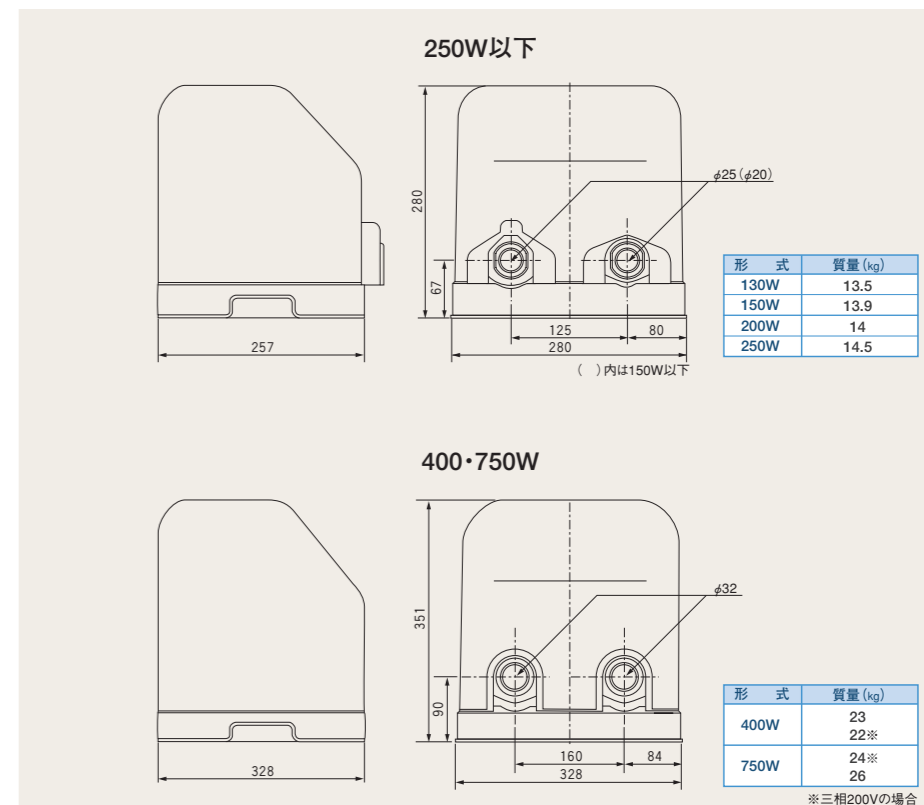 250W以下
280
67
125
80
280
257
φ25(φ20)
(　)内は150W以下
形　式 質量(kg)
130W 13.5
150W 13.9
200W 14
250W 14.5
400・750W
351
90
160
84
328
328
φ32
形　式 質量(kg)
400W 23
22※
750W 24※
26
※三相200Vの場合